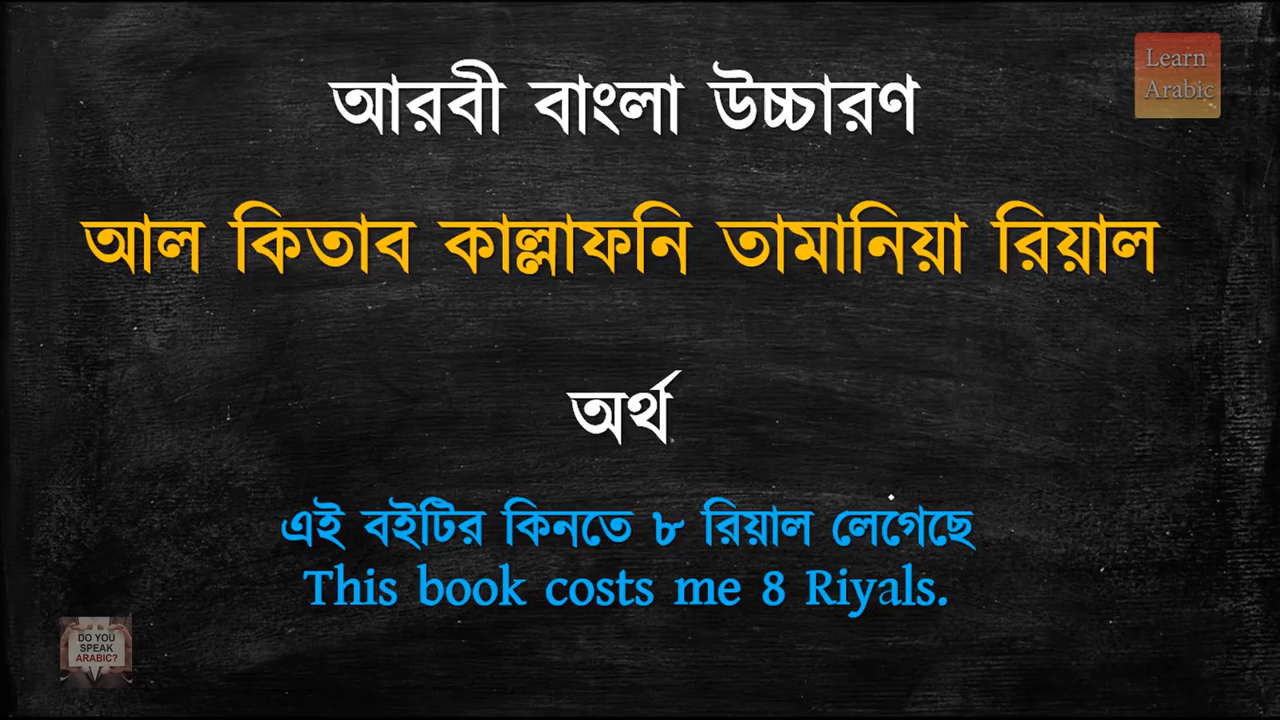 Learn
Arabic
আরবী বাংলা উচ্চারণ
আল কিতাব কাল্লাফনি তামানিয়া রিয়াল
অর্থ
এই বইটির কিনতে ৮ রিয়াল লেগেছে
This book costs me 8 Riyals.
DO YOU
SPEAK
ARABIC?